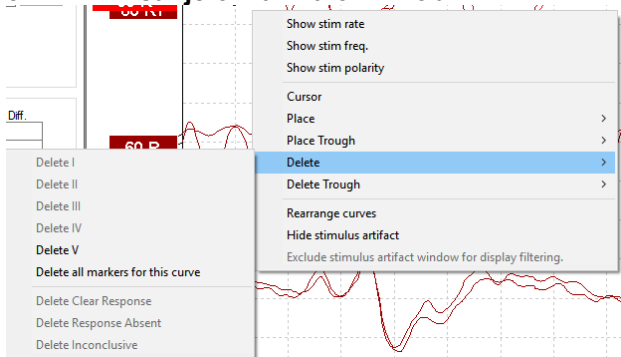 Show stim rate
Show stim freq.
Show stim polarity
Cursor
Place
Place Trough
Delete
Delete Trough
Rearrange curves
Hide stimulus artifact
Exclude stimulus artifact window for display filtering.
Diff.
Delete I
Delete II
Delete III
Delete IV
Delete V
Delete all markers for this curve
Delete Clear Response
Delete Response Absent
Delete Inconclusive